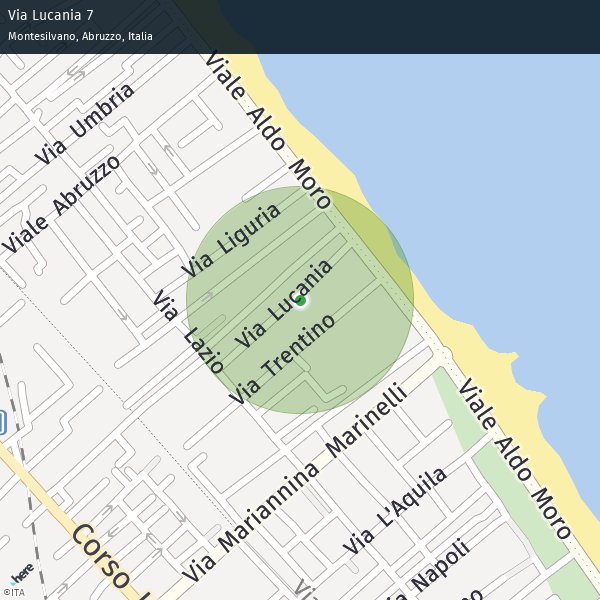 Via Lucania 7
Montesilvano, Abruzzo, Italia
Viale Aldo Moro
Via Umbria
Viale Abruzzo
Via Liguria
Via Lucania
Via Lazio
Via Trentino
Via Mariannina Marinelli
Viale Aldo Moro
Via L'Aquila
Corso
Via Napoli
here
©ITA